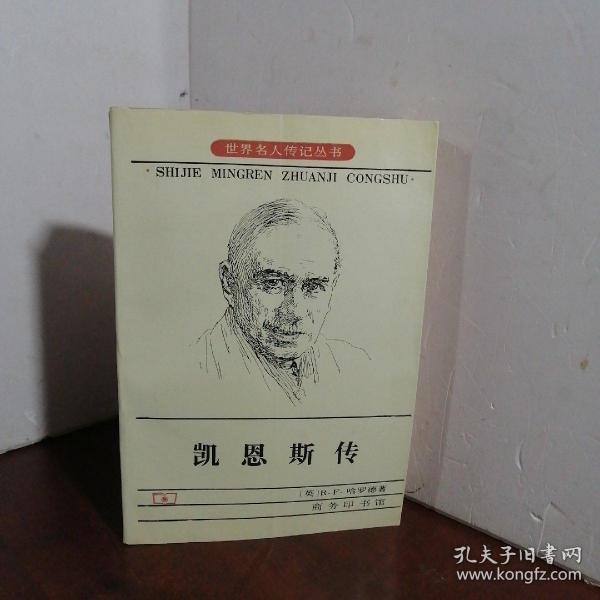 世界名人传记丛书
· SHIJIE MINGREN ZHUANJI CONGSHU ·
凯恩斯传
〔英〕R·F·哈罗德著
商务印书馆
孔夫子旧书网
www.kongfz.com